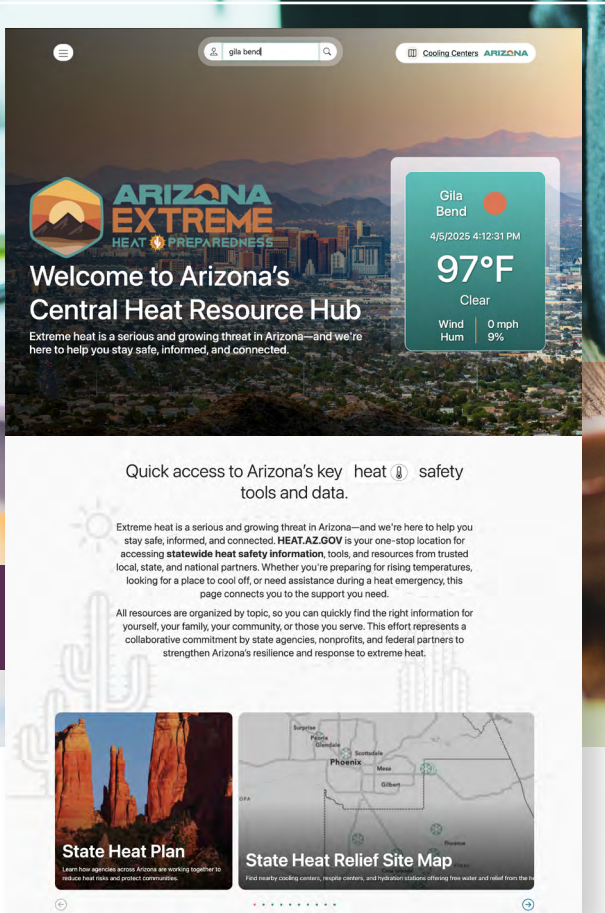 gila bend
Cooling Centers ARIZONA
ARIZONA
EXTREME
HEAT PREPAREDNESS
Welcome to Arizona's
Central Heat Resource Hub
Extreme heat is a serious and growing threat in Arizona—and we're
here to help you stay safe, informed, and connected.
Gila
Bend
4/5/2025 4:12:31 PM
97°F
Clear
Wind 0 mph
Hum 9%
Quick access to Arizona's key heat safety
tools and data.
Extreme heat is a serious and growing threat in Arizona—and we're here to help you
stay safe, informed, and connected. HEAT.AZ.GOV is your one-stop location for
accessing statewide heat safety information, tools, and resources from trusted
local, state, and national partners. Whether you're preparing for rising temperatures,
looking for a place to cool off, or need assistance during a heat emergency, this
page connects you to the support you need.
All resources are organized by topic, so you can quickly find the right information for
yourself, your family, your community, or those you serve. This effort represents a
collaborative commitment by state agencies, nonprofits, and federal partners to
strengthen Arizona's resilience and response to extreme heat.
State Heat Plan
Learn how agencies across Arizona are working together to
reduce heat risks and protect communities.
Surprise
Peoria
Glendale
Scottsdale
Phoenix
Mesa
Gilbert
OPA
Florence
State Heat Relief Site Map
Find nearby cooling centers, respite centers, and hydration stations offering free water and relief from the